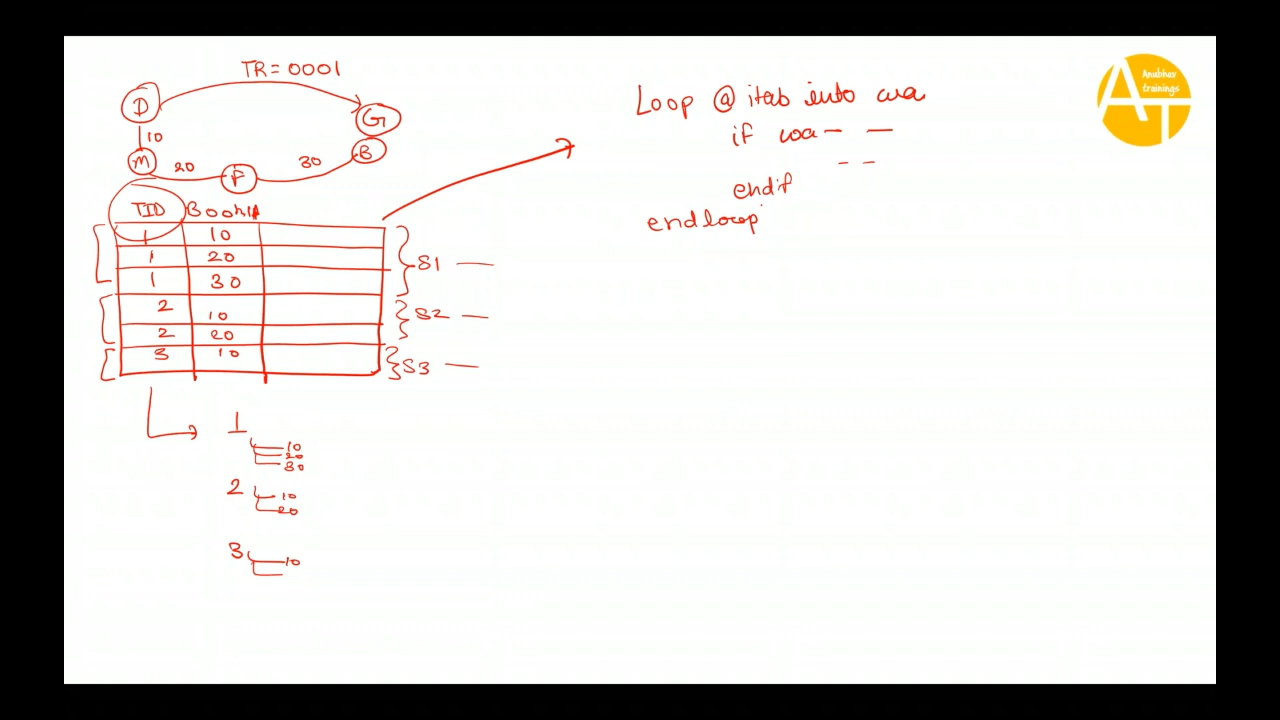 TR = 0001
D
G
10
M
20
F
30
B
TID
1 10
1 20
1 30
2 10
2 20
3 10
S1
S2
S3
1
10
20
30
2
10
20
3
10
Loop @ itab into wa
if wa - -
- -
endif
endloop
Anubhav
trainings
AT